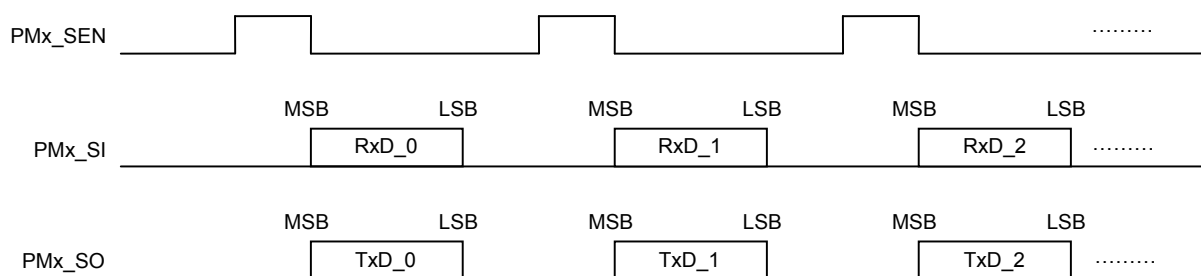 PMx_SEN .........
MSB LSB MSB LSB MSB LSB
PMx_SI RxD_0 RxD_1 RxD_2 .........
MSB LSB MSB LSB MSB LSB
PMx_SO TxD_0 TxD_1 TxD_2 .........